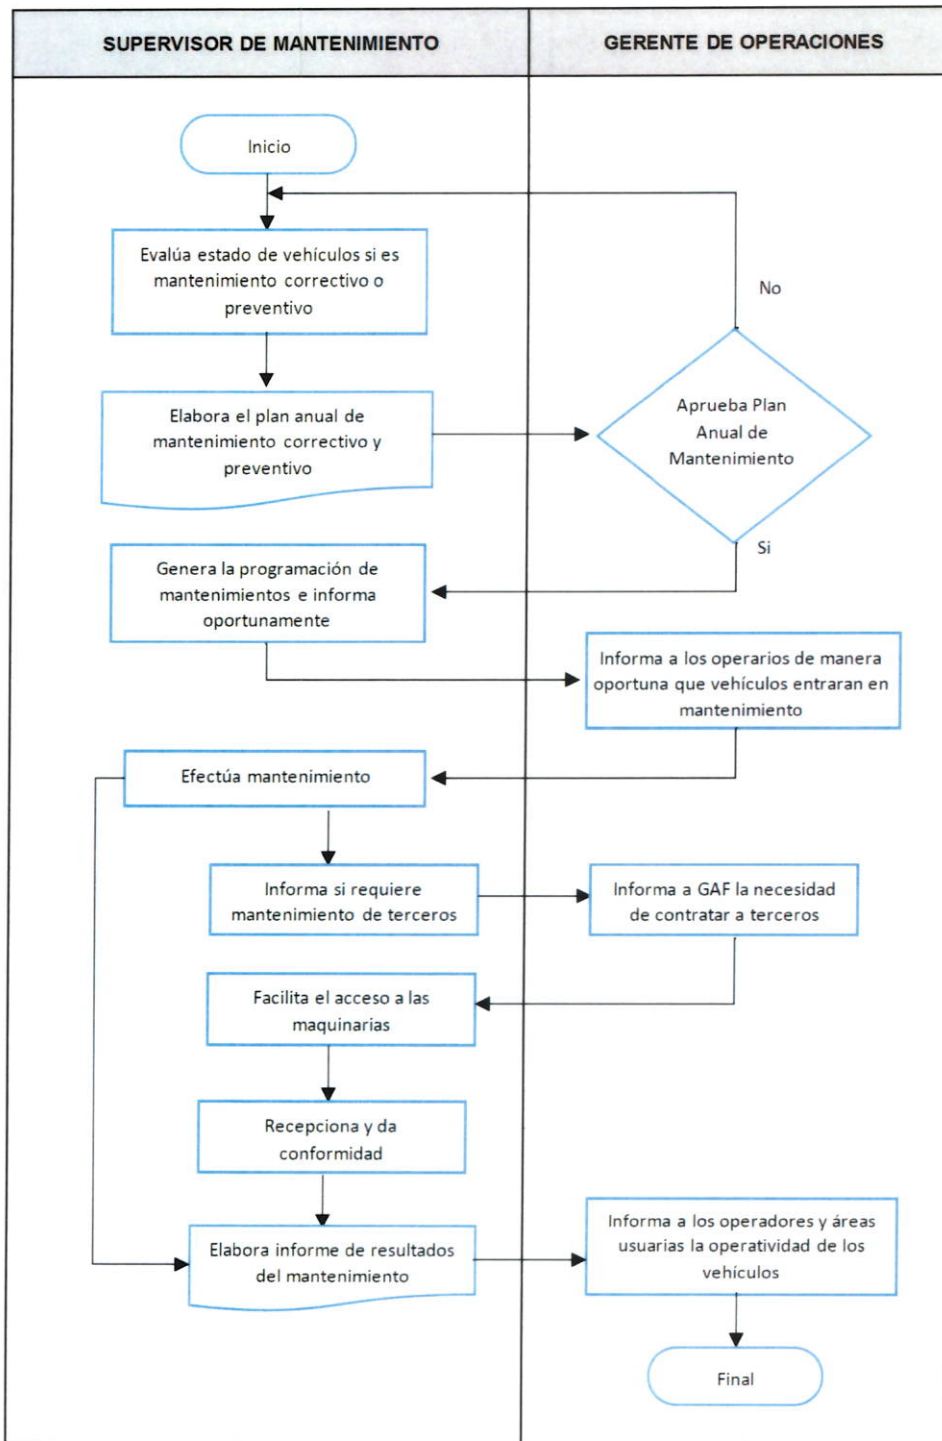 SUPERVISOR DE MANTENIMIENTO
GERENTE DE OPERACIONES
Inicio
Evalúa estado de vehículos si es
mantenimiento correctivo o
preventivo
No
Elabora el plan anual de
mantenimiento correctivo y
preventivo
Aprueba Plan
Anual de
Mantenimiento
Si
Genera la programación de
mantenimientos e informa
oportunamente
Informa a los operarios de manera
oportuna que vehículos entraran en
mantenimiento
Efectúa mantenimiento
Informa si requiere
mantenimiento de terceros
Informa a GAF la necesidad
de contratar a terceros
Facilita el acceso a las
maquinarias
Recepciona y da
conformidad
Elabora informe de resultados
del mantenimiento
Informa a los operadores y áreas
usuarias la operatividad de los
vehículos
Final